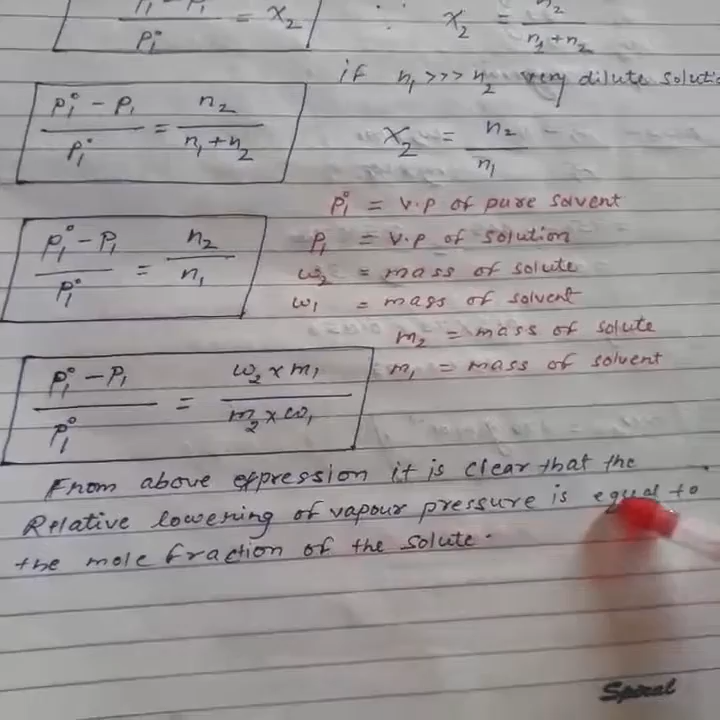 p₁° - p₁ / p₁° = x₂ ∵ x₂ = n₂ / n₁+n₂
if n₁ >>> n₂ very dilute solutio
p₁° - p₁ / p₁° = n₂ / n₁+n₂
x₂ = n₂ / n₁
p₁° = v.p of pure solvent
p₁ = v.p of solution
p₁° - p₁ / p₁° = n₂ / n₁
w₂ = mass of solute
w₁ = mass of solvent
m₂ = mass of solute
m₁ = mass of solvent
p₁° - p₁ / p₁° = w₂ × m₁ / m₂ × w₁
From above expression it is clear that the
Relative lowering of vapour pressure is equal to
the mole fraction of the solute.
Spiral